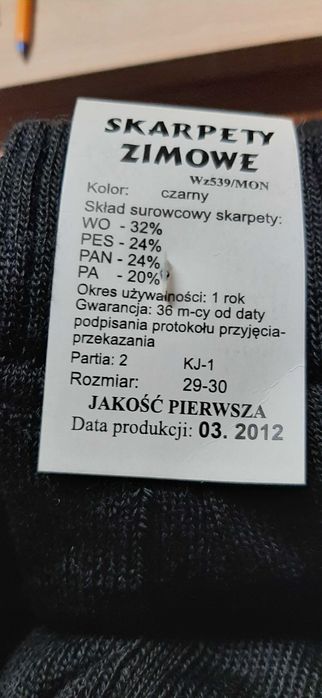 SKARPETY
ZIMOWE
Wz539/MON
Kolor: czarny
Skład surowcowy skarpety:
WO - 32%
PES - 24%
PAN - 24%
PA - 20%
Okres używalności: 1 rok
Gwarancja: 36 m-cy od daty
podpisania protokołu przyjęcia-
przekazania
Partia: 2 KJ-1
Rozmiar: 29-30
JAKOŚĆ PIERWSZA
Data produkcji: 03. 2012